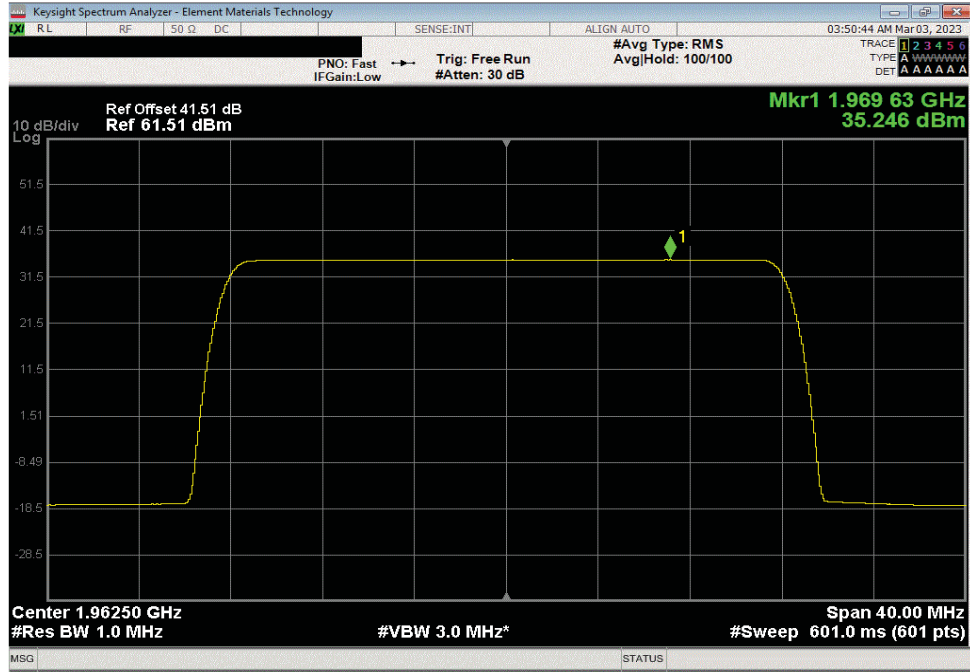 Keysight Spectrum Analyzer - Element Materials Technology
LXI RL RF 50 Ω DC SENSE:INT ALIGN AUTO 03:50:44 AM Mar 03, 2023
PNO: Fast
IFGain:Low
Trig: Free Run
#Atten: 30 dB
#Avg Type: RMS
Avg|Hold: 100/100
TRACE 1 2 3 4 5 6
TYPE A WWWWW
DET A A A A A A
Mkr1 1.969 63 GHz
35.246 dBm
Ref Offset 41.51 dB
10 dB/div Ref 61.51 dBm
Log
51.5
41.5
1
31.5
21.5
11.5
1.51
-8.49
-18.5
-28.5
Center 1.96250 GHz Span 40.00 MHz
#Res BW 1.0 MHz #VBW 3.0 MHz* #Sweep 601.0 ms (601 pts)
MSG STATUS